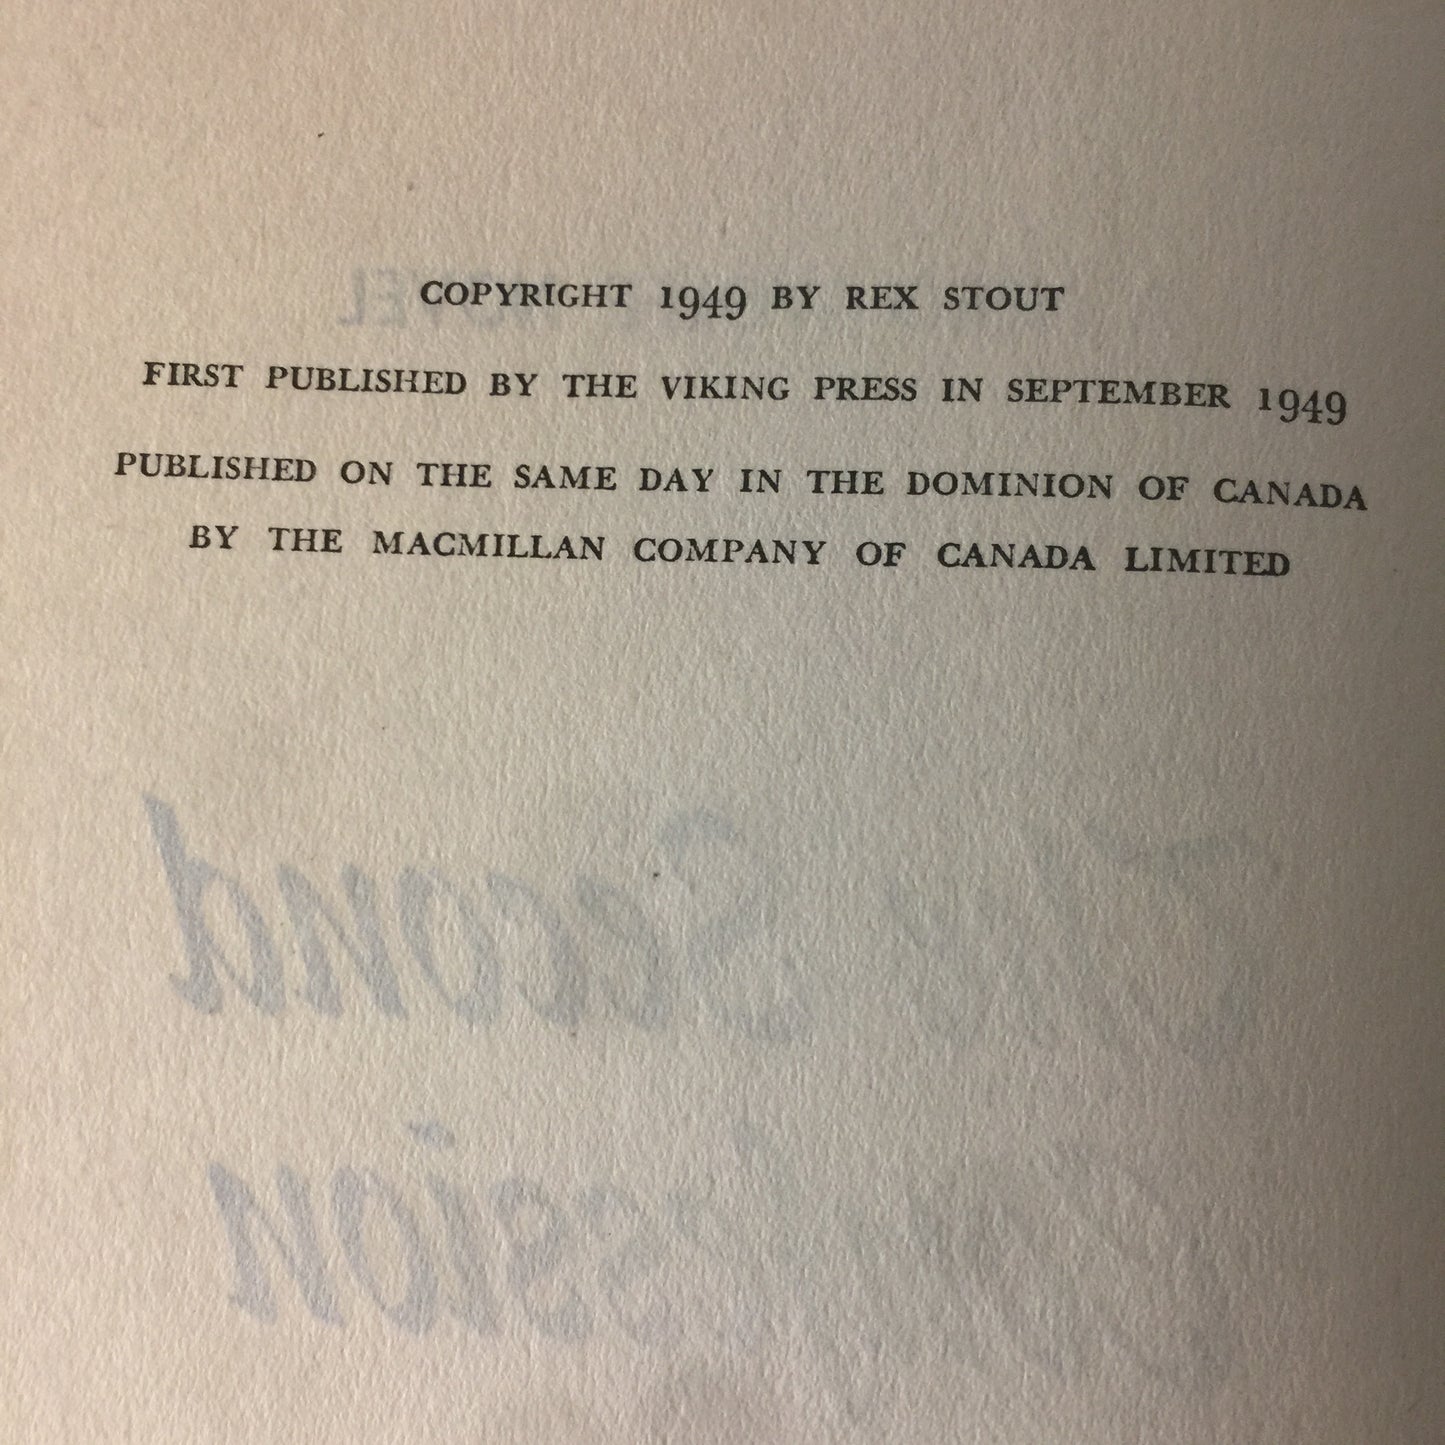 COPYRIGHT 1949 BY REX STOUT
FIRST PUBLISHED BY THE VIKING PRESS IN SEPTEMBER 1949
PUBLISHED ON THE SAME DAY IN THE DOMINION OF CANADA
BY THE MACMILLAN COMPANY OF CANADA LIMITED
Second